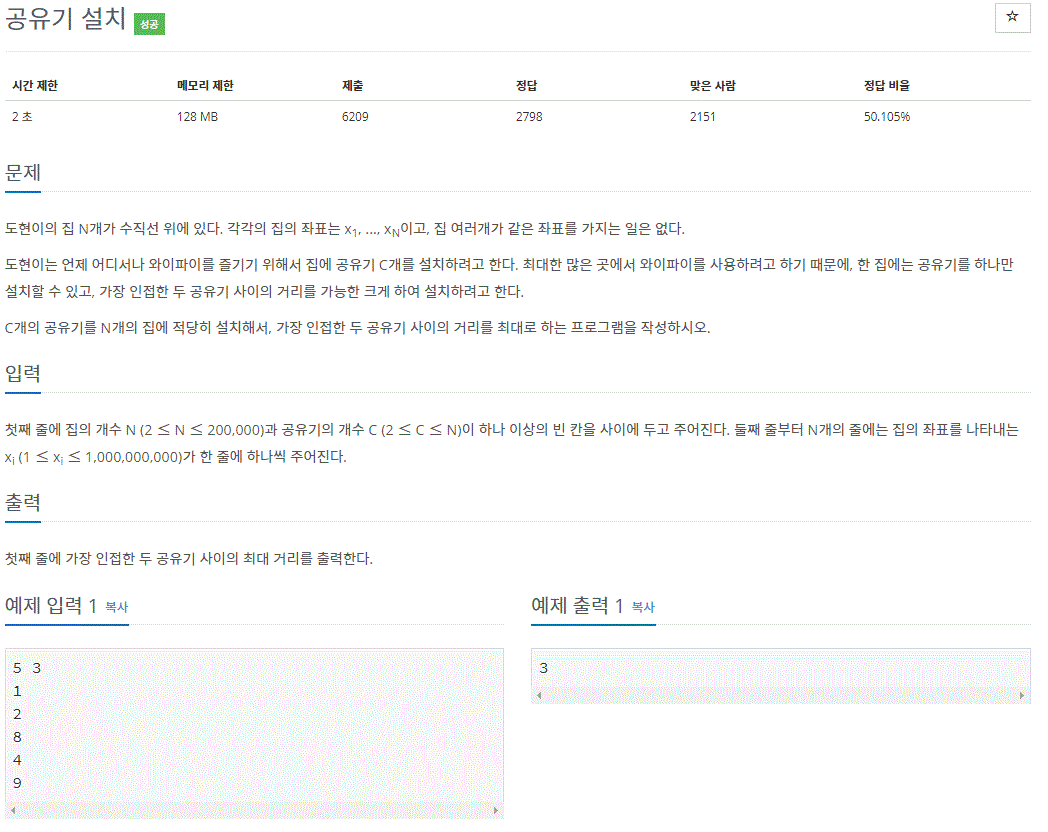 공유기 설치 성공
☆
시간 제한 메모리 제한 제출 정답 맞은 사람 정답 비율
2 초 128 MB 6209 2798 2151 50.105%
문제
도현이의 집 N개가 수직선 위에 있다. 각각의 집의 좌표는 x1, ..., xN이고, 집 여러개가 같은 좌표를 가지는 일은 없다.
도현이는 언제 어디서나 와이파이를 즐기기 위해서 집에 공유기 C개를 설치하려고 한다. 최대한 많은 곳에서 와이파이를 사용하려고 하기 때문에, 한 집에는 공유기를 하나만
설치할 수 있고, 가장 인접한 두 공유기 사이의 거리를 가능한 크게 하여 설치하려고 한다.
C개의 공유기를 N개의 집에 적당히 설치해서, 가장 인접한 두 공유기 사이의 거리를 최대로 하는 프로그램을 작성하시오.
입력
첫째 줄에 집의 개수 N (2 ≤ N ≤ 200,000)과 공유기의 개수 C (2 ≤ C ≤ N)이 하나 이상의 빈 칸을 사이에 두고 주어진다. 둘째 줄부터 N개의 줄에는 집의 좌표를 나타내는
xi (1 ≤ xi ≤ 1,000,000,000)가 한 줄에 하나씩 주어진다.
출력
첫째 줄에 가장 인접한 두 공유기 사이의 최대 거리를 출력한다.
예제 입력 1 복사
5 3
1
2
8
4
9
예제 출력 1 복사
3